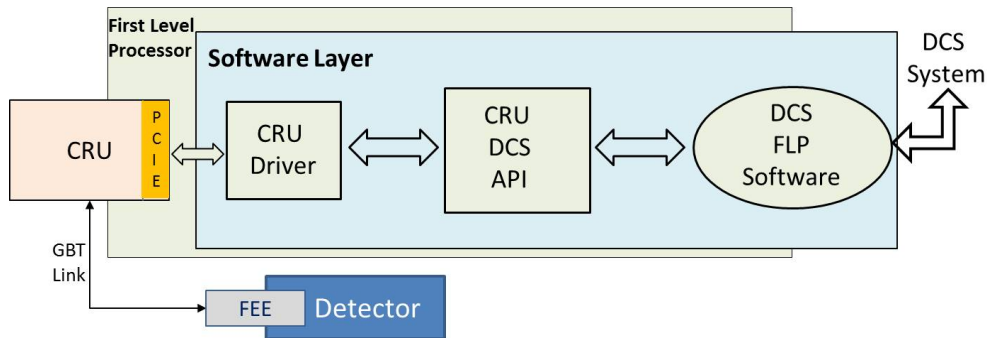 First Level
Processor
Software Layer
DCS
System
CRU
P
C
I
E
CRU
Driver
CRU
DCS
API
DCS
FLP
Software
GBT
Link
FEE
Detector